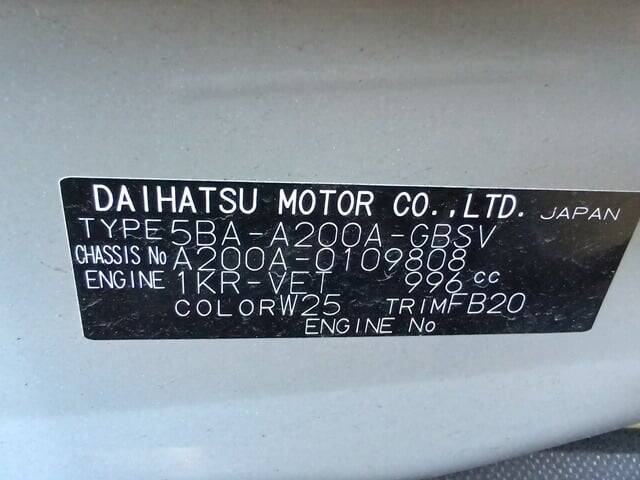 DAIHATSU MOTOR CO.,LTD. JAPAN
TYPE 5BA-A200A-GBSV
CHASSIS No A200A-0109808
ENGINE 1KR-VET 996 cc
COLOR W25 TRIM FB20
ENGINE No